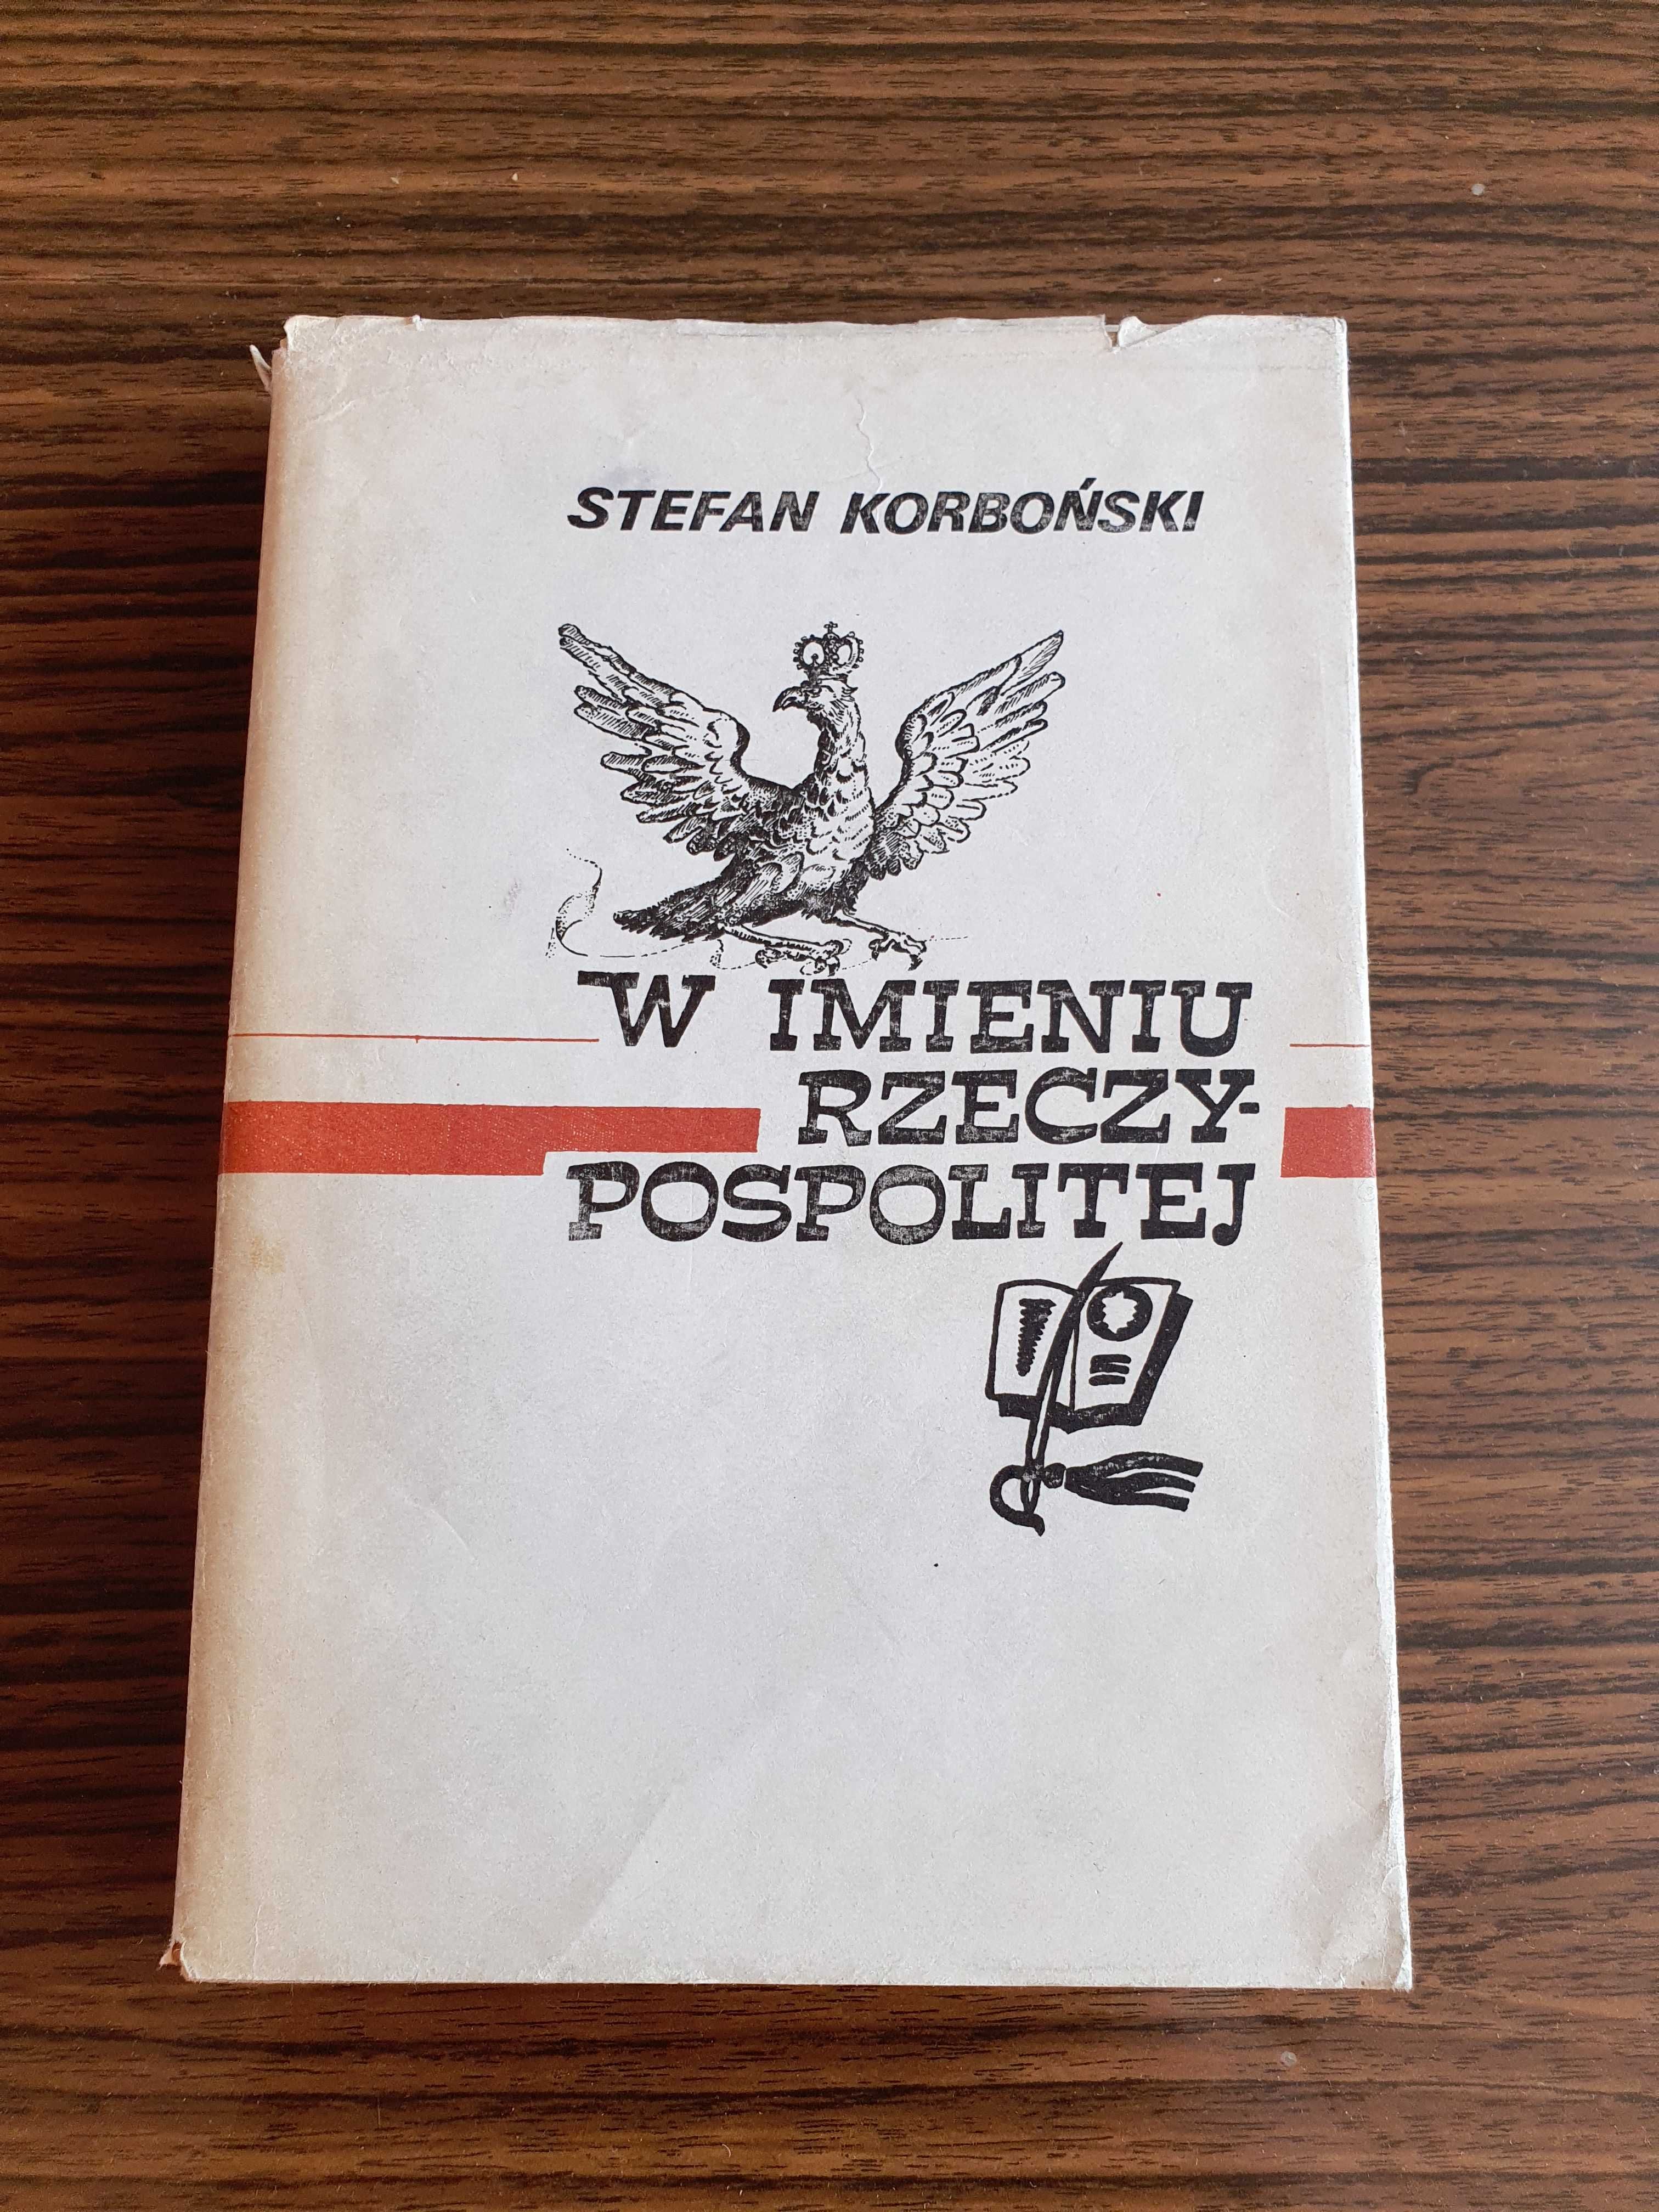 STEFAN KORBOŃSKI
W IMIENIU
RZECZY-
POSPOLITEJ